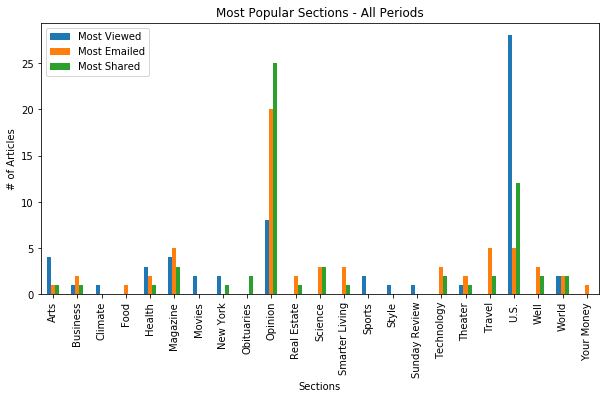 Most Popular Sections - All Periods
Most Viewed
Most Emailed
Most Shared
# of Articles
25
20
15
10
5
0
Arts
Business
Climate
Food
Health
Magazine
Movies
New York
Obituaries
Opinion
Real Estate
Science
Smarter Living
Sports
Style
Sunday Review
Technology
Theater
Travel
U.S.
Well
World
Your Money
Sections